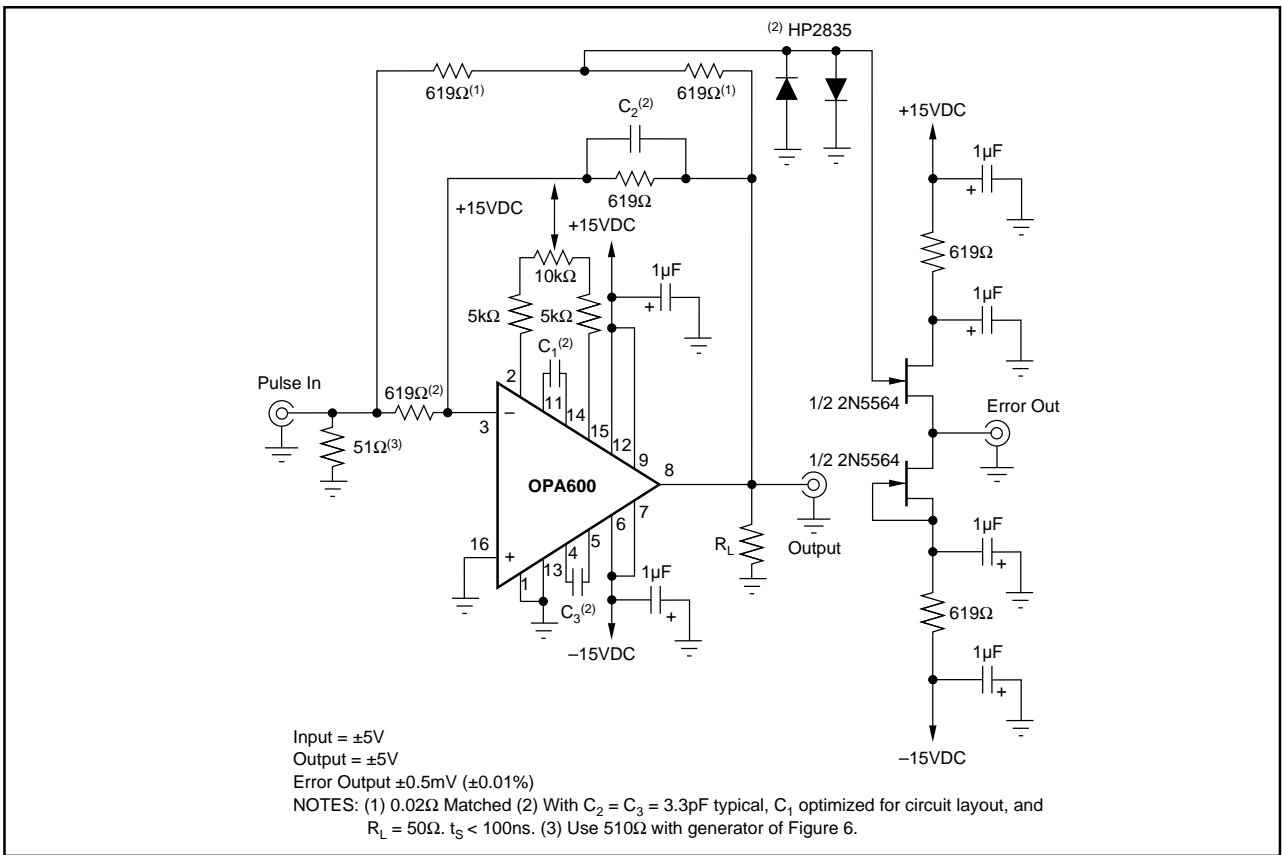 (2) HP2835
619Ω(1)
619Ω(1)
C2(2)
619Ω
+15VDC
+15VDC
10kΩ
5kΩ
5kΩ
1µF
+
C1(2)
2
11
14
15
12
9
Pulse In
619Ω(2)
51Ω(3)
–
3
OPA600
8
16
+
1
13
4
5
6
7
C3(2)
1µF
+
–15VDC
RL
Output
+15VDC
1µF
+
619Ω
1µF
+
1/2 2N5564
Error Out
1/2 2N5564
1µF
+
619Ω
1µF
+
–15VDC
Input = ±5V
Output = ±5V
Error Output ±0.5mV (±0.01%)
NOTES: (1) 0.02Ω Matched (2) With C2 = C3 = 3.3pF typical, C1 optimized for circuit layout, and
RL = 50Ω. tS < 100ns. (3) Use 510Ω with generator of Figure 6.